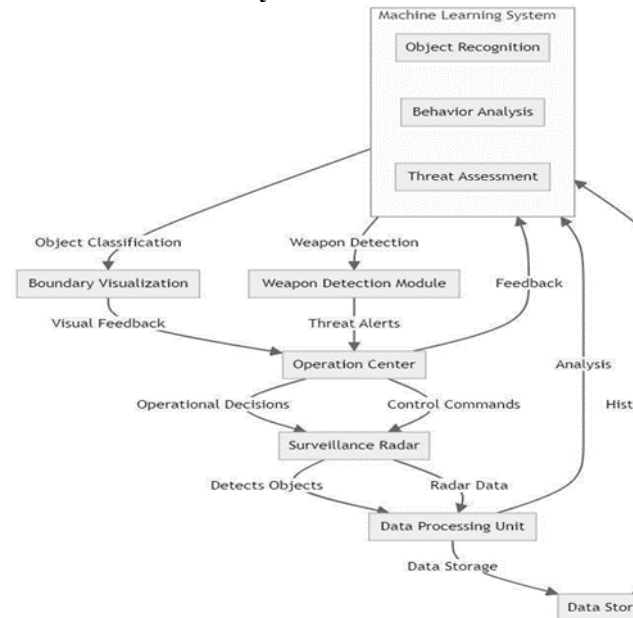 Machine Learning System
Object Recognition
Behavior Analysis
Threat Assessment
Object Classification
Weapon Detection
Boundary Visualization
Weapon Detection Module
Feedback
Visual Feedback
Threat Alerts
Operation Center
Analysis
Operational Decisions
Control Commands
Hist
Surveillance Radar
Detects Objects
Radar Data
Data Processing Unit
Data Storage
Data Stor